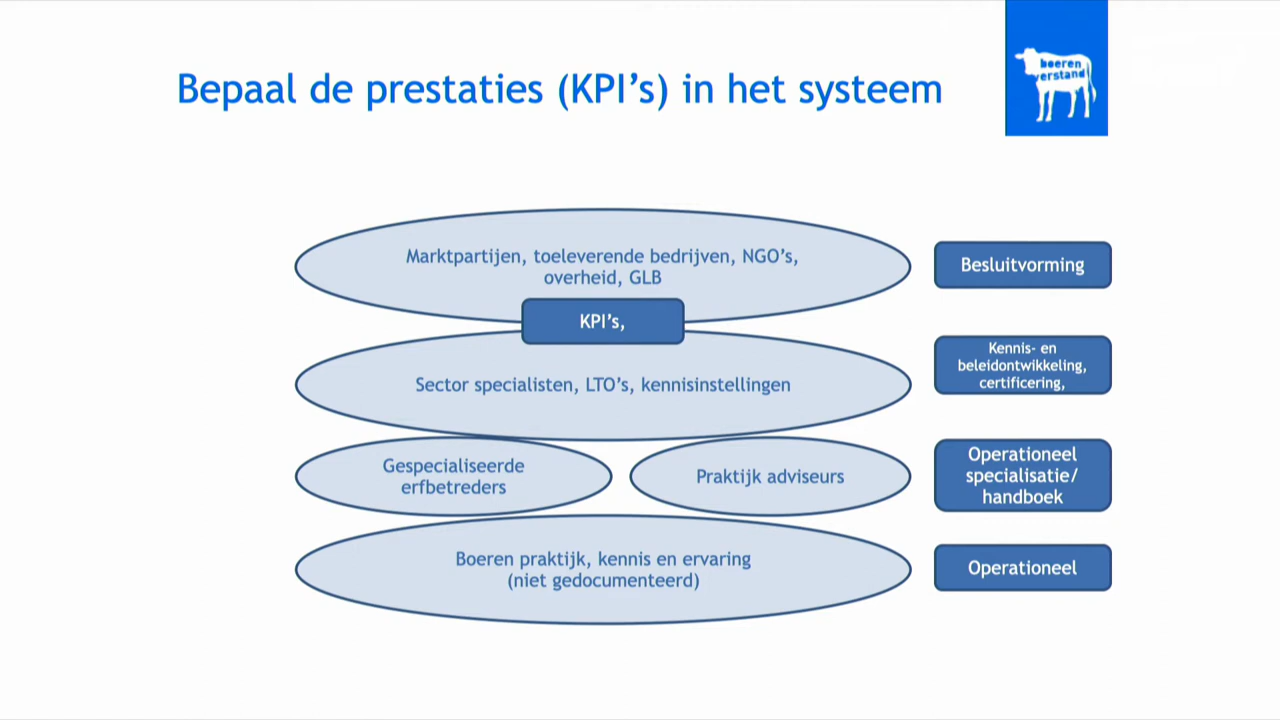 Bepaal de prestaties (KPI's) in het systeem
boeren
verstand
Marktpartijen, toeleverende bedrijven, NGO's,
overheid, GLB
Besluitvorming
KPI's,
Kennis- en
beleidontwikkeling,
certificering,
Sector specialisten, LTO's, kennisinstellingen
Gespecialiseerde
erfbetreders
Praktijk adviseurs
Operationeel
specialisatie/
handboek
Boeren praktijk, kennis en ervaring
(niet gedocumenteerd)
Operationeel